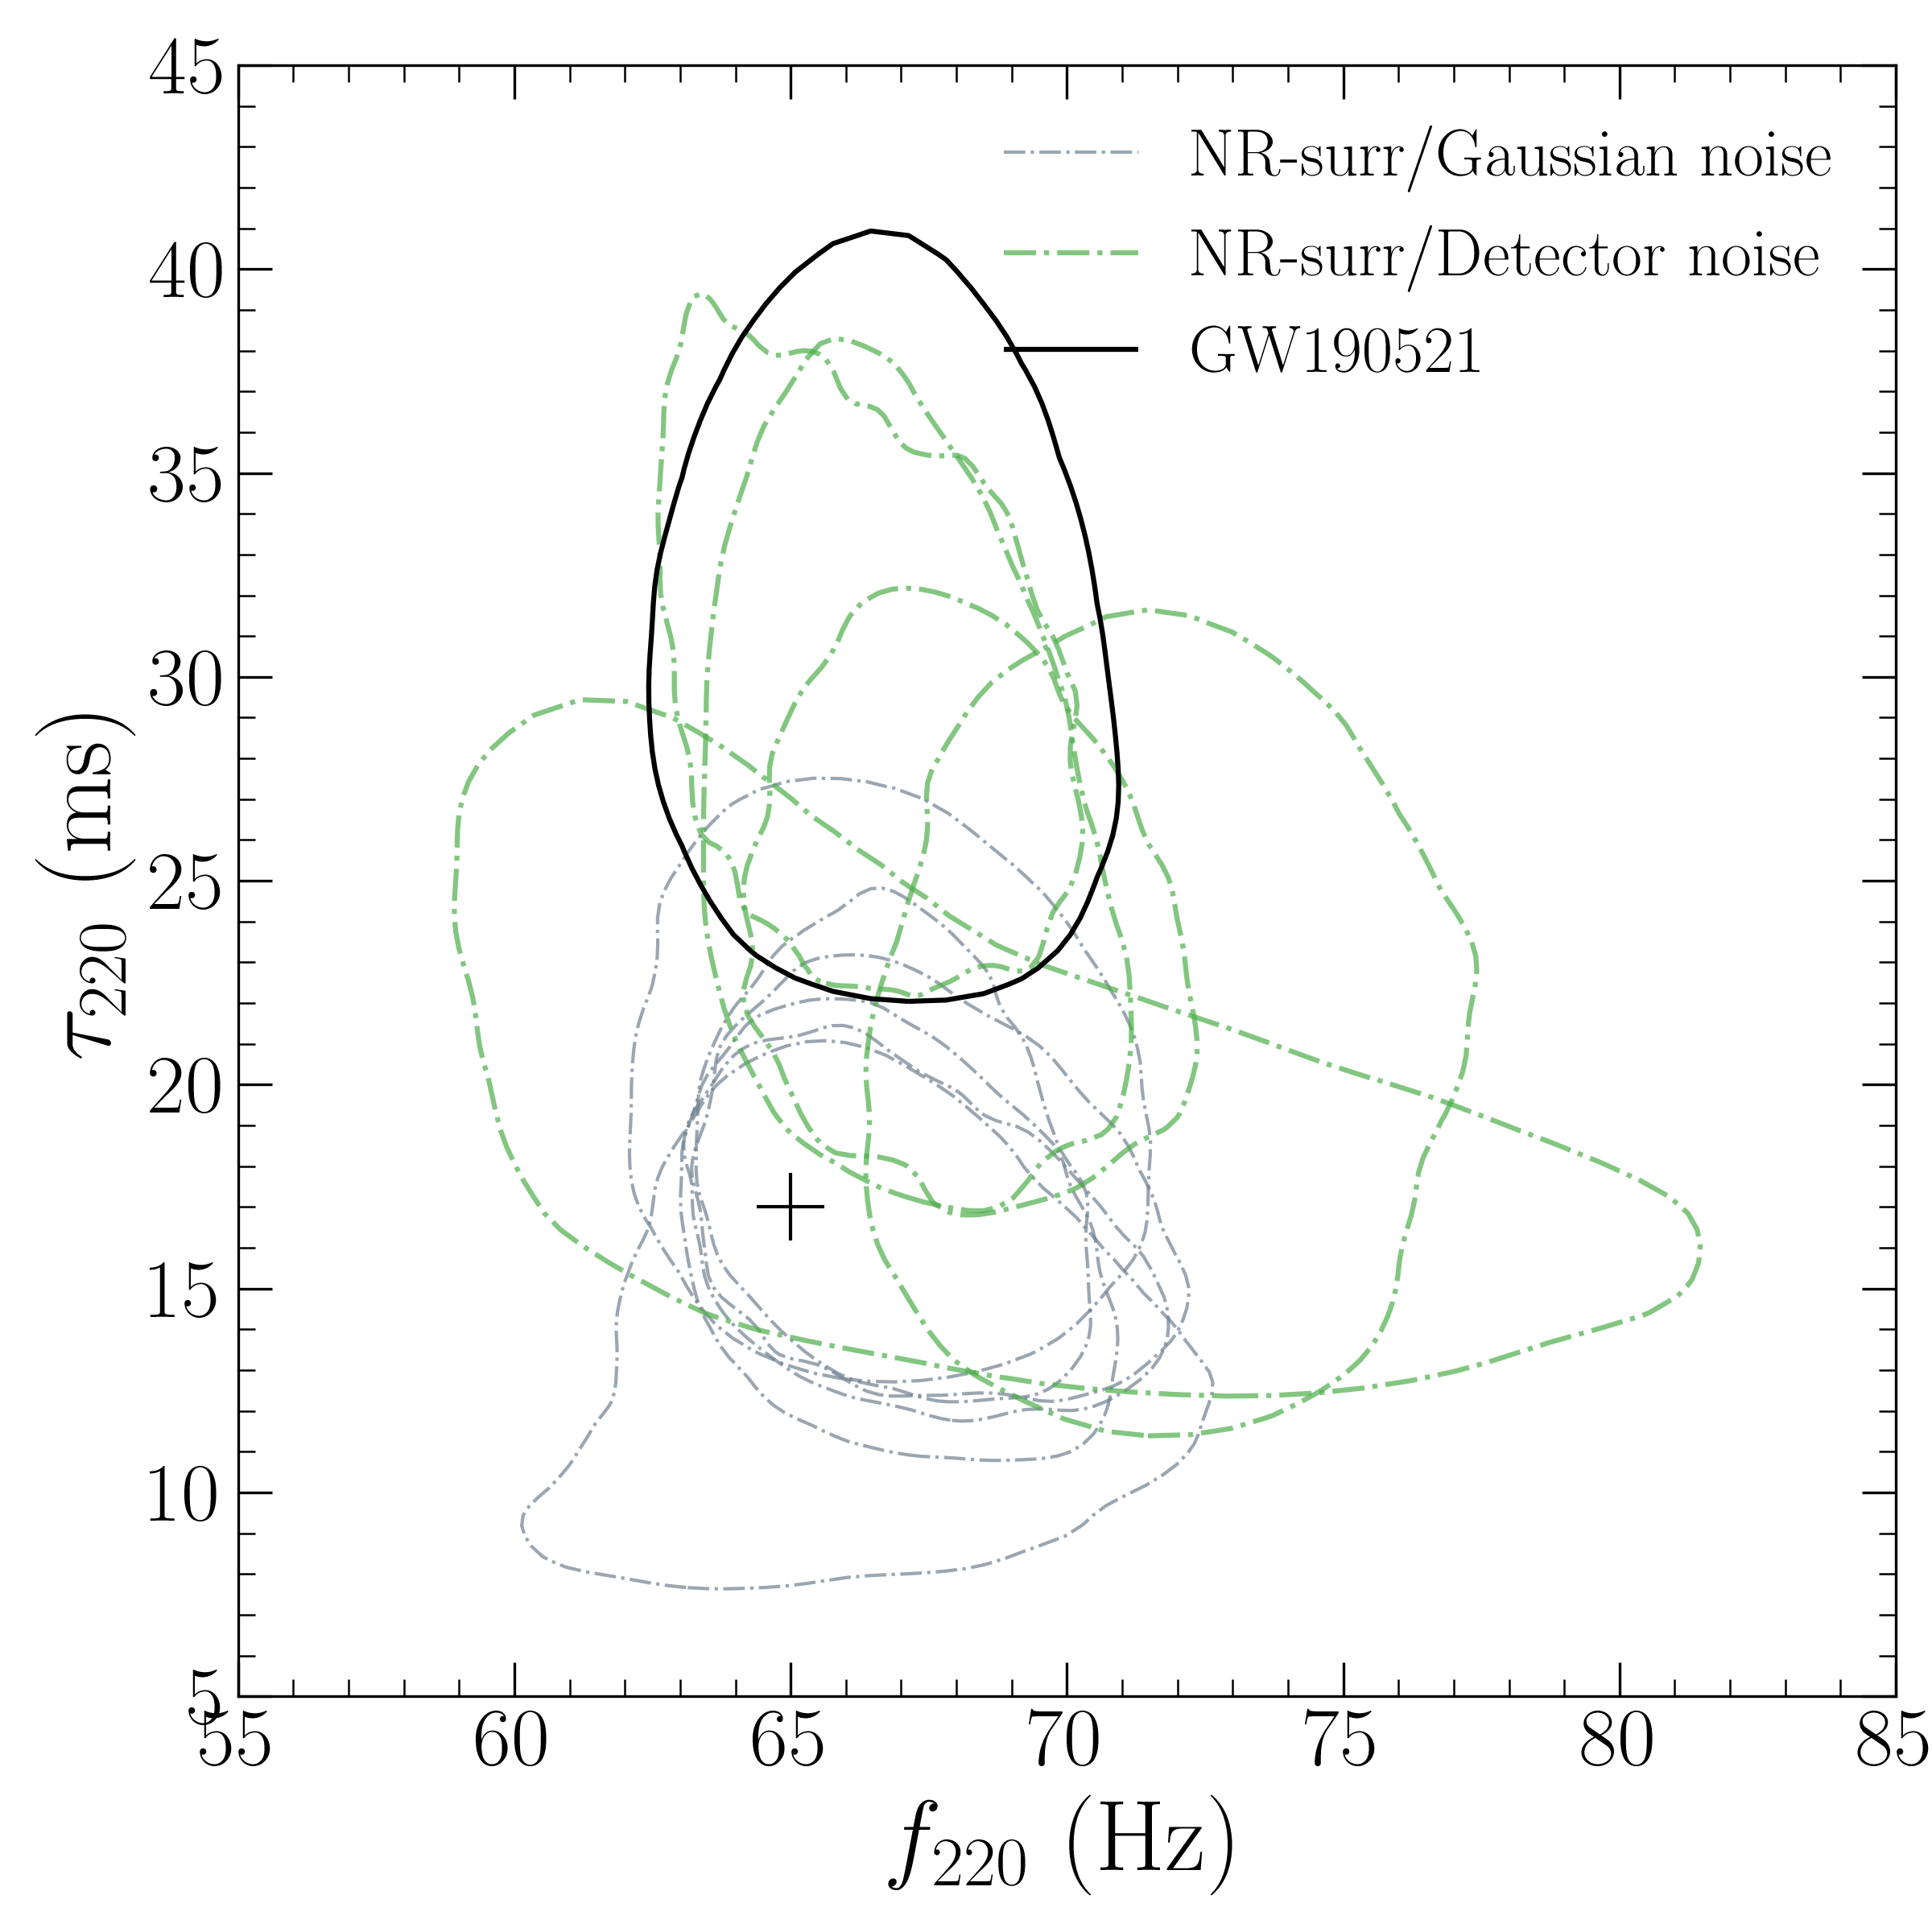 NR-surr/Gaussian noise
NR-surr/Detector noise
GW190521
τ220 (ms)
45
40
35
30
25
20
15
10
5
55 60 65 70 75 80 85
f220 (Hz)